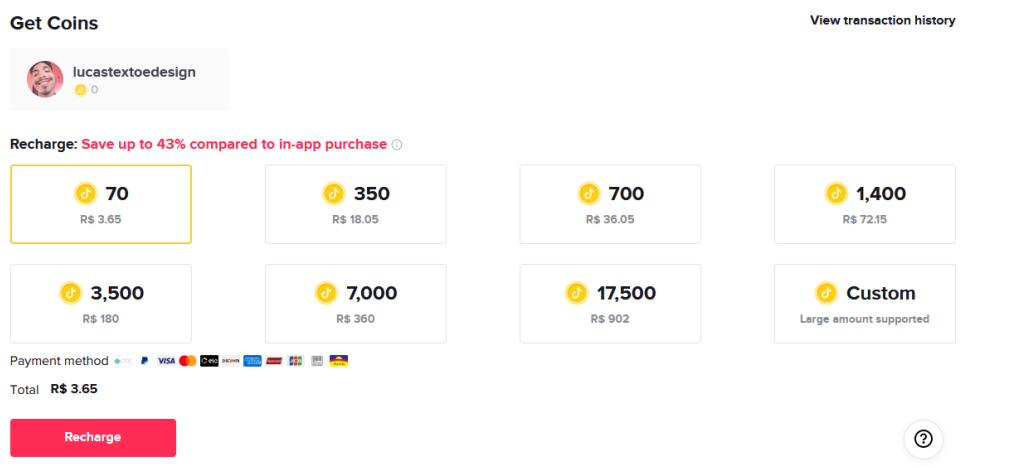 Get Coins
View transaction history
lucastextoedesign
0
Recharge: Save up to 43% compared to in-app purchase
70
R$ 3.65
350
R$ 18.05
700
R$ 36.05
1,400
R$ 72.15
3,500
R$ 180
7,000
R$ 360
17,500
R$ 902
Custom
Large amount supported
Payment method VISA elo DISCOVER
Total R$ 3.65
Recharge